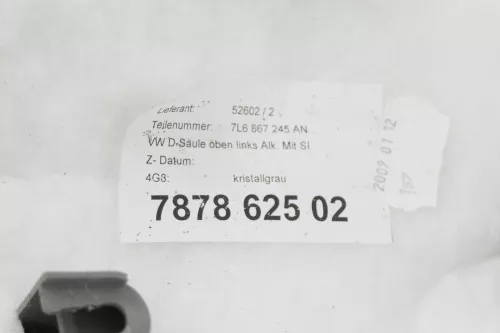 Lieferant: 52602 / 2
Teilenummer: 7L6 867 245 AN
VW D-Säule oben links Alk. Mit SI
Z- Datum:
4G8: kristallgrau
7878 625 02
2009 01 12